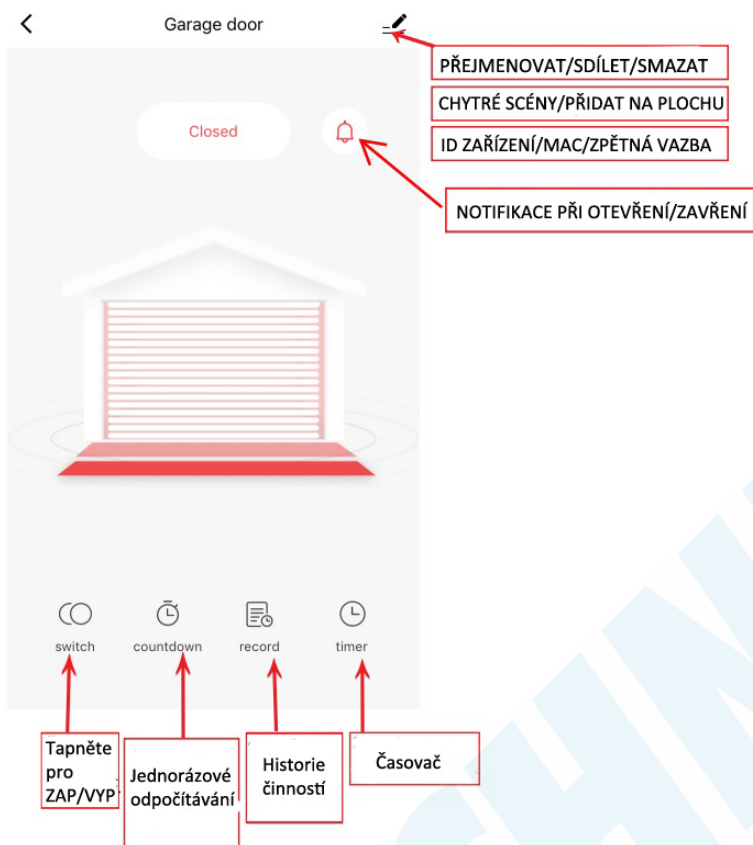 Garage door
PŘEJMENOVAT/SDÍLET/SMAZAT
CHYTRÉ SCÉNY/PŘIDAT NA PLOCHU
Closed
ID ZAŘÍZENÍ/MAC/ZPĚTNÁ VAZBA
NOTIFIKACE PŘI OTEVŘENÍ/ZAVŘENÍ
switch
countdown
record
timer
Tapněte
pro
ZAP/VYP
Jednorázové
odpočítávání
Historie
činností
Časovač